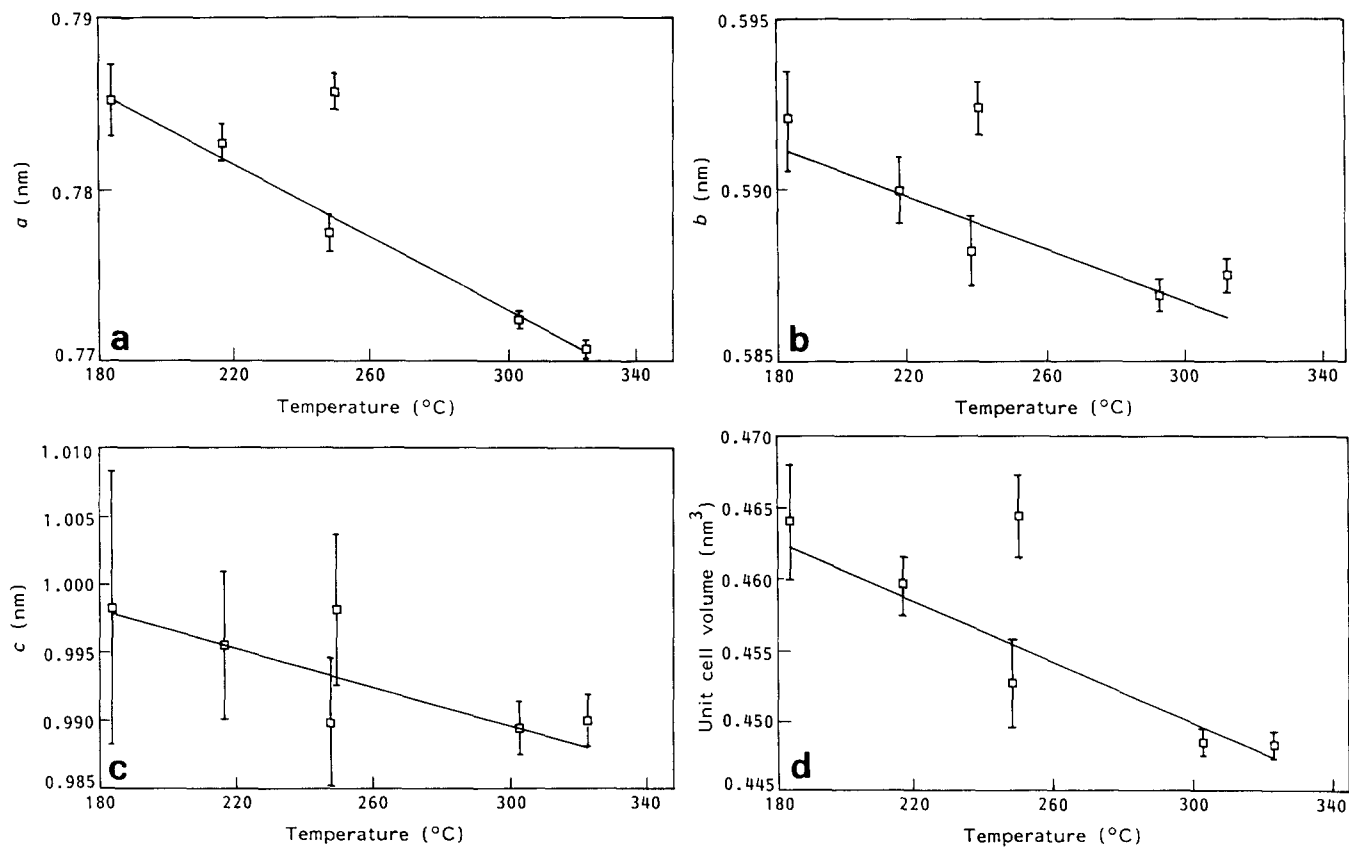 0.79
0.78
0.77
a (nm)
a
180 220 260 300 340
Temperature (°C)
0.595
0.590
0.585
b (nm)
b
180 220 260 300 340
Temperature (°C)
1.010
1.005
1.000
0.995
0.990
0.985
c (nm)
c
180 220 260 300 340
Temperature (°C)
0.470
0.465
0.460
0.455
0.450
0.445
Unit cell volume (nm³)
d
180 220 260 300 340
Temperature (°C)